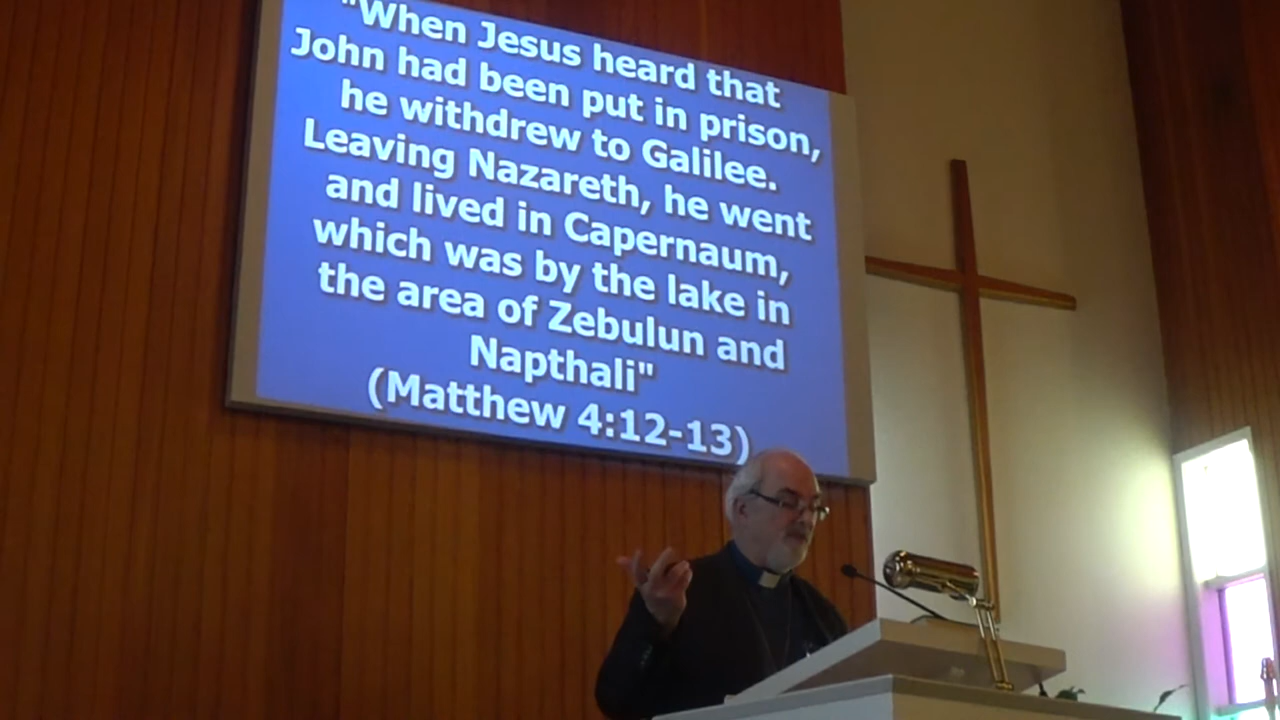 "When Jesus heard that
John had been put in prison,
he withdrew to Galilee.
Leaving Nazareth, he went
and lived in Capernaum,
which was by the lake in
the area of Zebulun and
Napthali"
(Matthew 4:12-13)